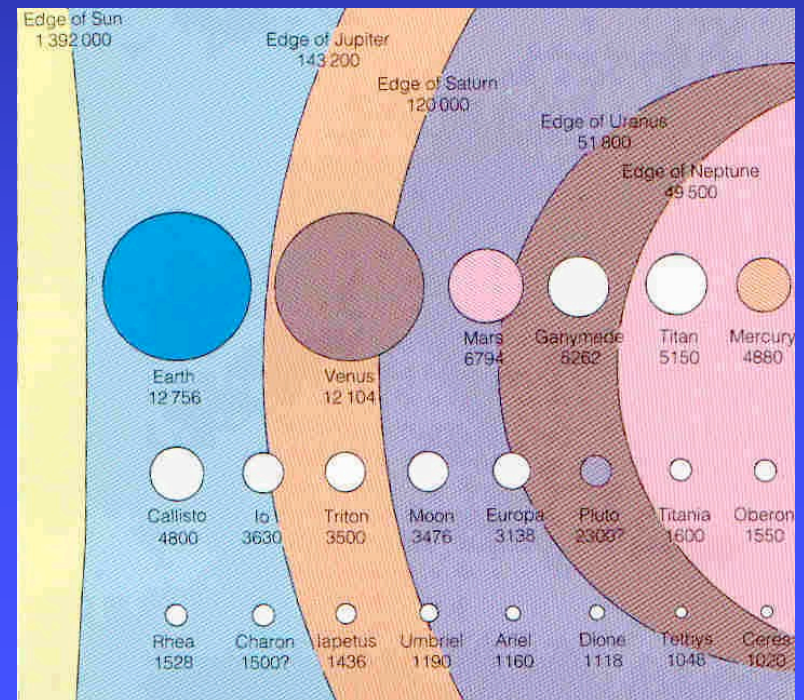 Edge of Sun
1 392 000
Edge of Jupiter
143 200
Edge of Saturn
120 000
Edge of Uranus
51 800
Edge of Neptune
49 500
Earth
12 756
Venus
12 104
Mars
6794
Ganymede
5262
Titan
5150
Mercury
4880
Callisto
4800
Io
3630
Triton
3500
Moon
3476
Europa
3138
Pluto
2300?
Titania
1600
Oberon
1550
Rhea
1528
Charon
1500?
Iapetus
1436
Umbriel
1190
Ariel
1160
Dione
1118
Tethys
1048
Ceres
1020